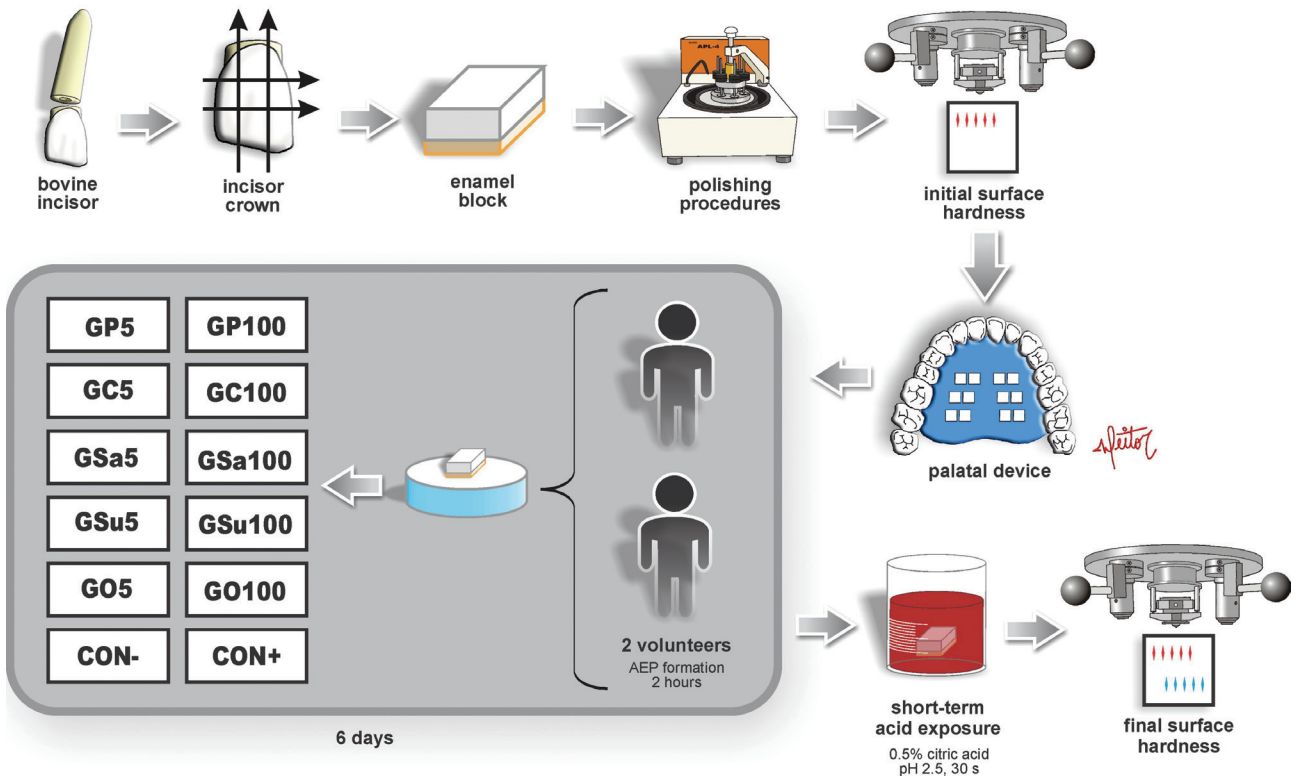 APL-4
bovine
incisor
incisor
crown
enamel
block
polishing
procedures
initial surface
hardness
GP5
GP100
GC5
GC100
GSa5
GSa100
GSu5
GSu100
GO5
GO100
CON-
CON+
2 volunteers
AEP formation
2 hours
6 days
palatal device
short-term
acid exposure
0.5% citric acid
pH 2.5, 30 s
final surface
hardness